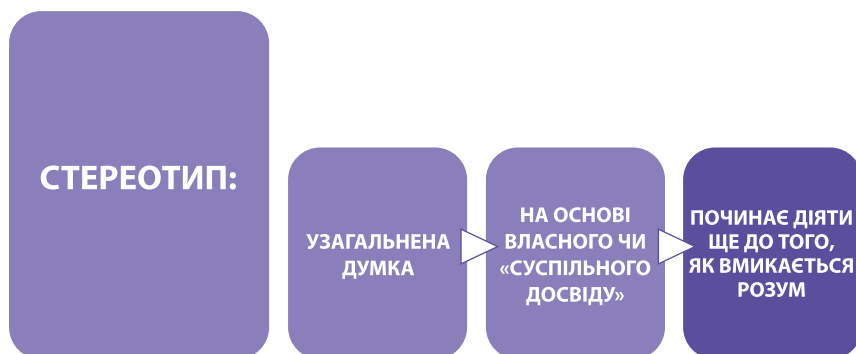 СТЕРЕОТИП:
УЗАГАЛЬНЕНА
ДУМКА
НА ОСНОВІ
ВЛАСНОГО ЧИ
«СУСПІЛЬНОГО
ДОСВІДУ»
ПОЧИНАЄ ДІЯТИ
ЩЕ ДО ТОГО,
ЯК ВМИКАЄТЬСЯ
РОЗУМ